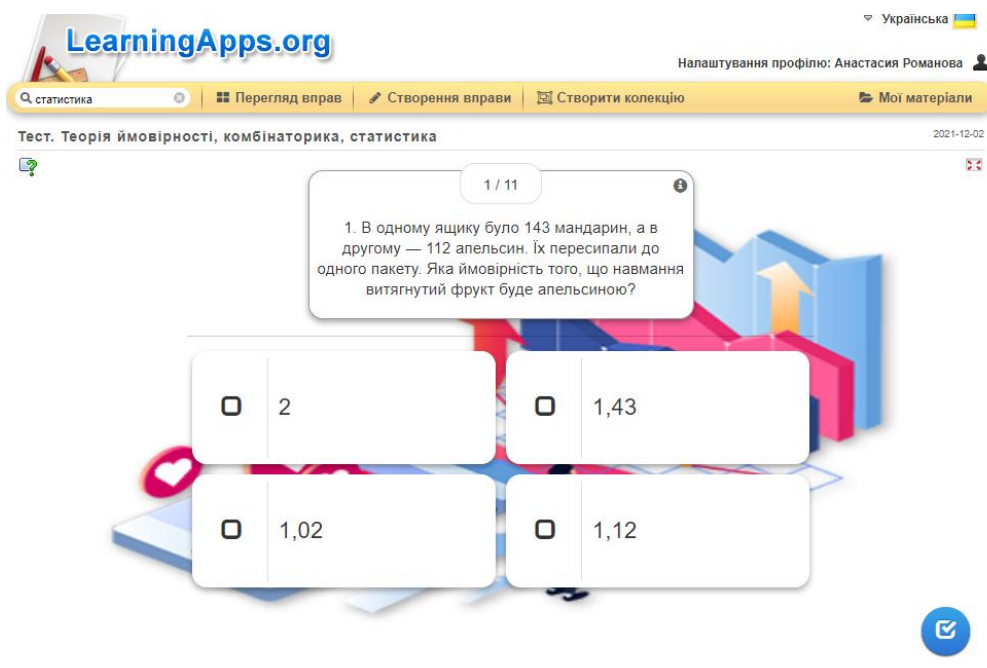 Українська
LearningApps.org
Налаштування профілю: Анастасия Романова
статистика
Перегляд вправ
Створення вправи
Створити колекцію
Мої матеріали
Тест. Теорія ймовірності, комбінаторика, статистика
2021-12-02
1 / 11
1. В одному ящику було 143 мандарин, а в
другому — 112 апельсин. Їх пересипали до
одного пакету. Яка ймовірність того, що навмання
витягнутий фрукт буде апельсиною?
2
1,43
1,02
1,12